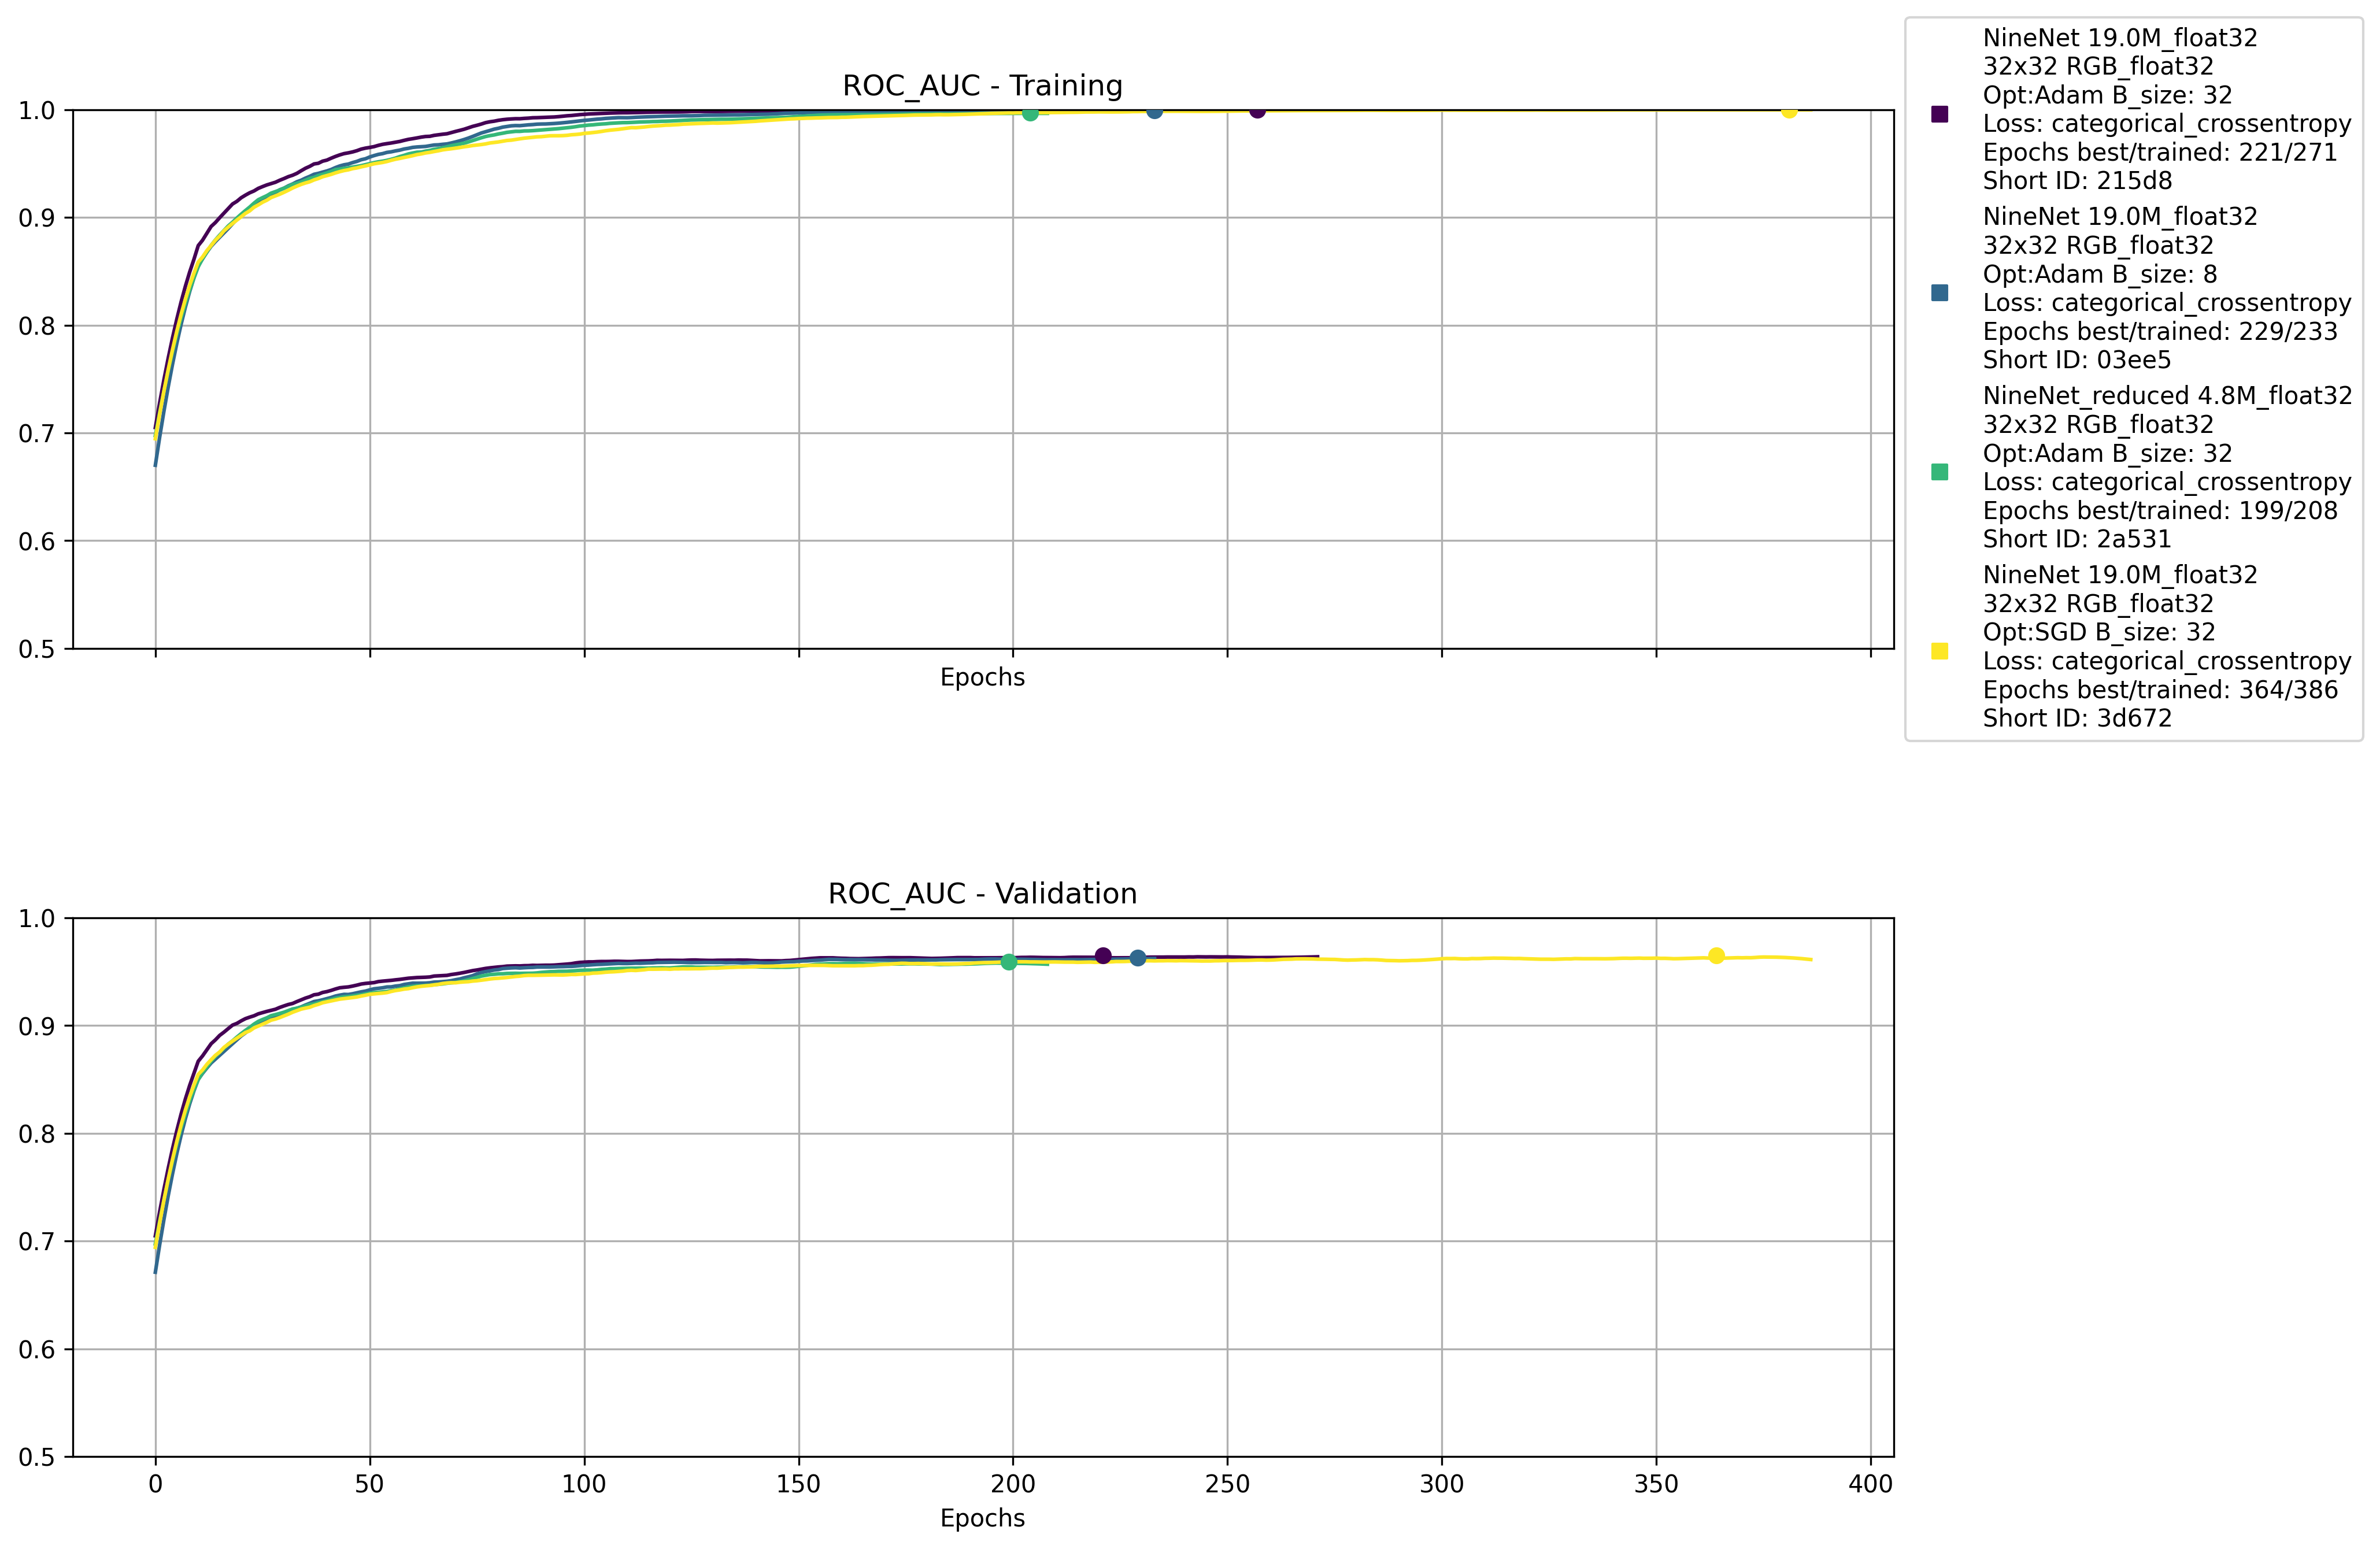 ROC_AUC - Training
1.0
0.9
0.8
0.7
0.6
0.5
Epochs
NineNet 19.0M_float32
32x32 RGB_float32
Opt:Adam B_size: 32
Loss: categorical_crossentropy
Epochs best/trained: 221/271
Short ID: 215d8
NineNet 19.0M_float32
32x32 RGB_float32
Opt:Adam B_size: 8
Loss: categorical_crossentropy
Epochs best/trained: 229/233
Short ID: 03ee5
NineNet_reduced 4.8M_float32
32x32 RGB_float32
Opt:Adam B_size: 32
Loss: categorical_crossentropy
Epochs best/trained: 199/208
Short ID: 2a531
NineNet 19.0M_float32
32x32 RGB_float32
Opt:SGD B_size: 32
Loss: categorical_crossentropy
Epochs best/trained: 364/386
Short ID: 3d672
ROC_AUC - Validation
1.0
0.9
0.8
0.7
0.6
0.5
0 50 100 150 200 250 300 350 400
Epochs